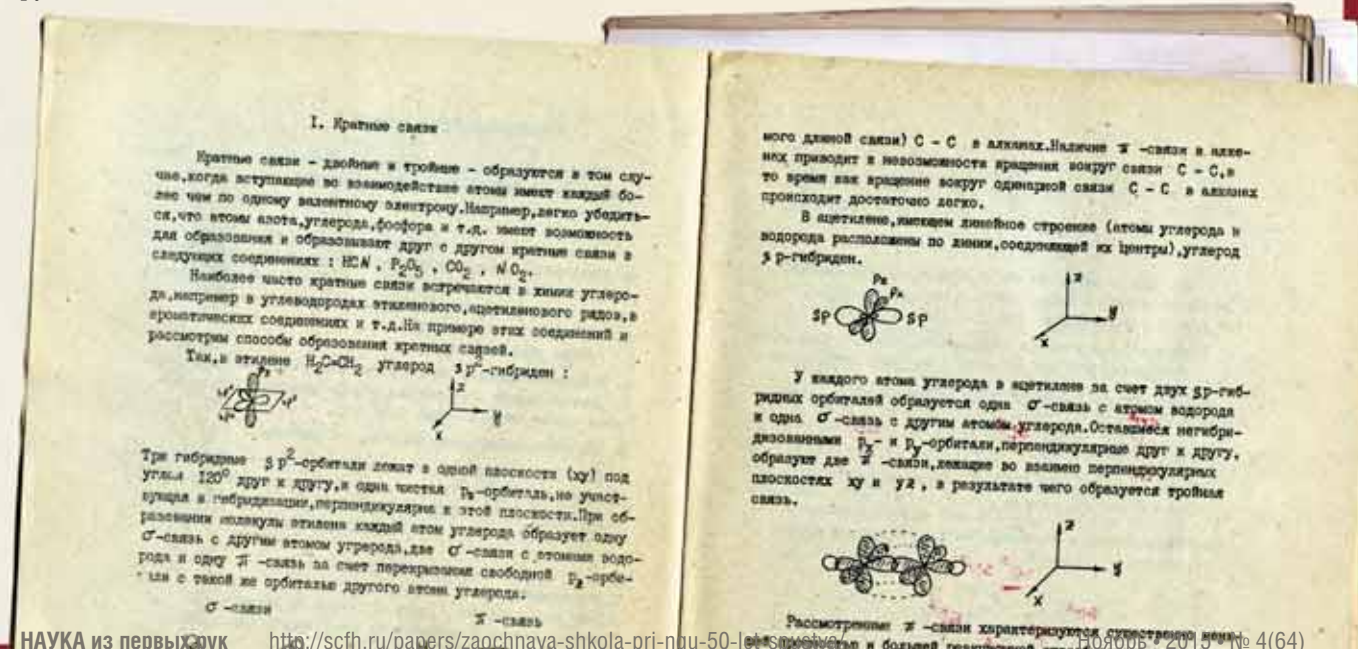 I. Кратные связи
Кратные связи – двойные и тройные – образуются в том слу-
чае,когда вступающие во взаимодействие атомы имеют каждый бо-
лее чем по одному валентному электрону.Например,легко убедить-
ся,что атомы азота,углерода,фосфора и т.д. имеют возможность
для образования и образовывают друг с другом кратные связи в
следующих соединениях : HCN , P2O5 , CO2 , NO2.
Наиболее часто кратные связи встречаются в химии углеро-
да,например в углеводородах этиленового,ацетиленового рядов,в
ароматических соединениях и т.д.На примере этих соединений и
рассмотрим способы образования кратных связей.
Так,в этилене H2C=CH2 углерод sp2-гибриден :
Pz
z
y
x
Три гибридные sp2-орбитали лежат в одной плоскости (xy) под
углом 120° друг к другу,и одна чистая pz-орбиталь,не участ-
вующая в гибридизации,перпендикулярна к этой плоскости.При об-
разовании молекулы этилена каждый атом углерода образует одну
σ-связь с другим атомом угрерода,две σ-связи с атомами водо-
рода и одну π -связь за счет перекрывания свободной pz-орби-
с такой же орбиталью другого атома углерода.
σ -связи
π -связь
мого длиной связи) C - C в алканах.Наличие π -связи в алке-
нах приводит к невозможности вращения вокруг связи C - C,в
то время как вращение вокруг одинарной связи C - C в алканах
происходит достаточно легко.
В ацетилене,имеющем линейное строение (атомы углерода и
водорода расположены по линии,соединяющей их центры),углерод
sp-гибриден.
Pz
Px
SP
SP
z
y
x
У каждого атома углерода в ацетилене за счет двух sp-гиб-
ридных орбиталей образуется одна σ-связь с атомом водорода
и одна σ-связь с другим атомом углерода.Оставшиеся негибри-
дизованными px- и py-орбитали,перпендикулярные друг к другу,
образуют две π -связи,лежащие во взаимно перпендикулярных
плоскостях xy и yz , в результате чего образуется тройная
связь.
z
y
x
Рассмотренные π -связи характеризуются существенно мень-
и большей
НАУКА из первых рук http://scfh.ru/papers/zaochnaya-shkola-pri-ngu-50-let-spustya/ Ноябрь • 2015 • № 4(64)